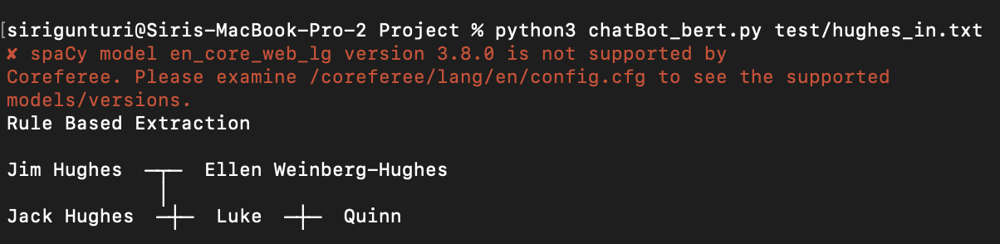 [sirigunturi@Siris-MacBook-Pro-2 Project % python3 chatBot_bert.py test/hughes_in.txt
✘ spaCy model en_core_web_lg version 3.8.0 is not supported by
Coreferee. Please examine /coreferee/lang/en/config.cfg to see the supported
models/versions.
Rule Based Extraction
Jim Hughes ─┬─ Ellen Weinberg-Hughes
│
Jack Hughes ─┼─ Luke ─┼─ Quinn